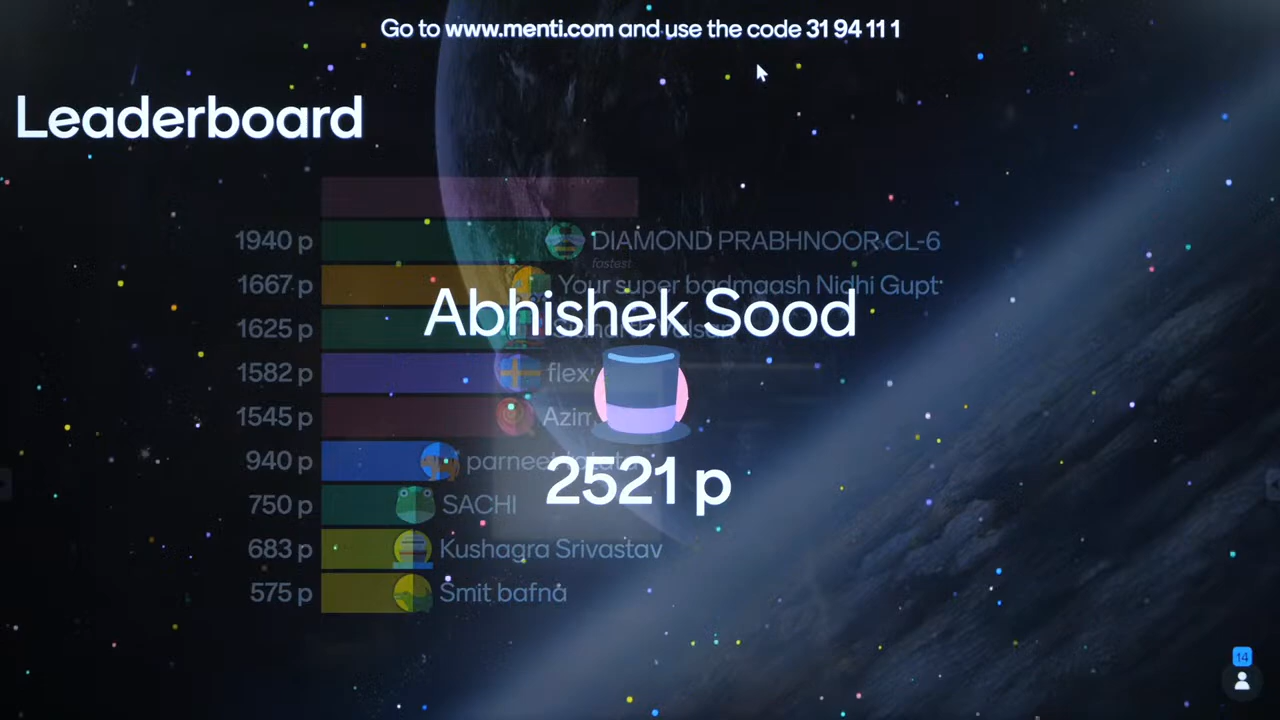 Go to www.menti.com and use the code 31 94 11 1
Leaderboard
1940 p DIAMOND PRABHNOOR CL-6
fastest
1667 p Your super badmaash Nidhi Gupt
Abhishek Sood
1625 p
1582 p flex
1545 p Azim
940 p parneet
2521 p
750 p SACHI
683 p Kushagra Srivastav
575 p Smit bafna
14